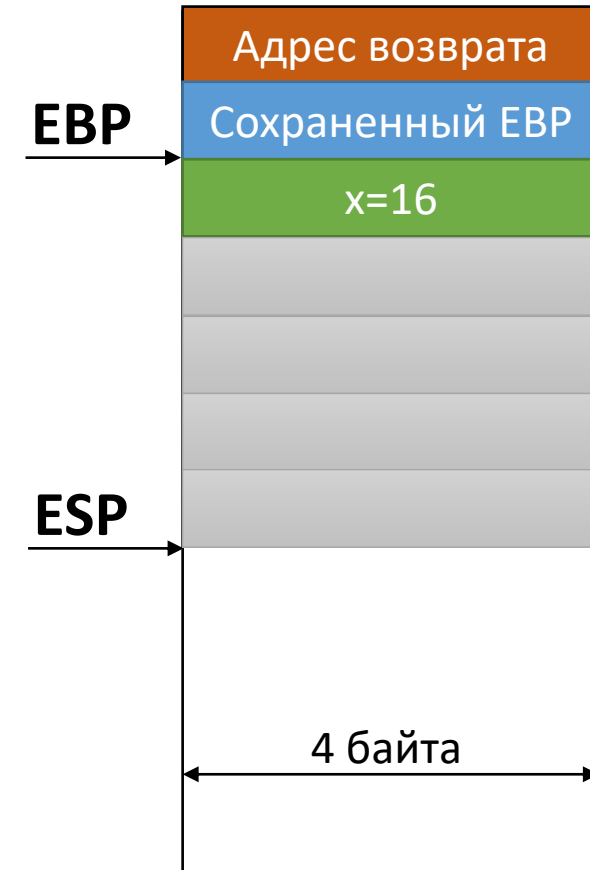 Адрес возврата
EBP
Сохраненный EBP
x=16
ESP
4 байта